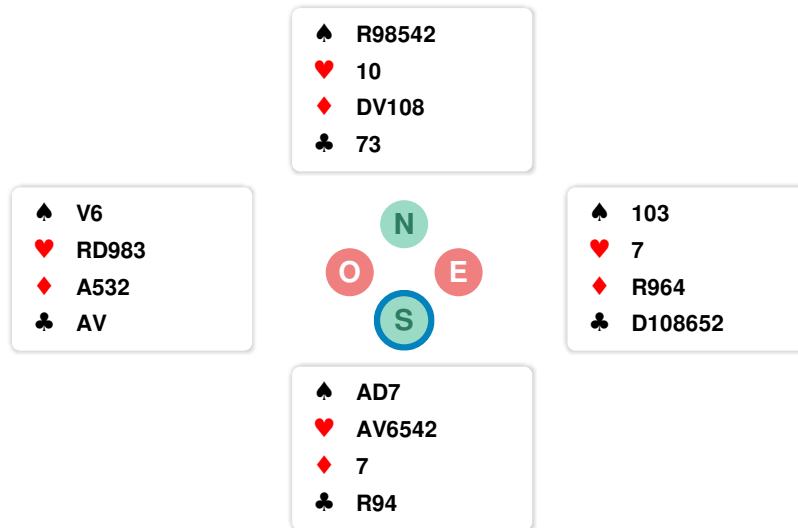 ♠ R98542
♥ 10
♦ DV108
♣ 73
♠ V6
♥ RD983
♦ A532
♣ AV
N
O E
S
♠ 103
♥ 7
♦ R964
♣ D108652
♠ AD7
♥ AV6542
♦ 7
♣ R94